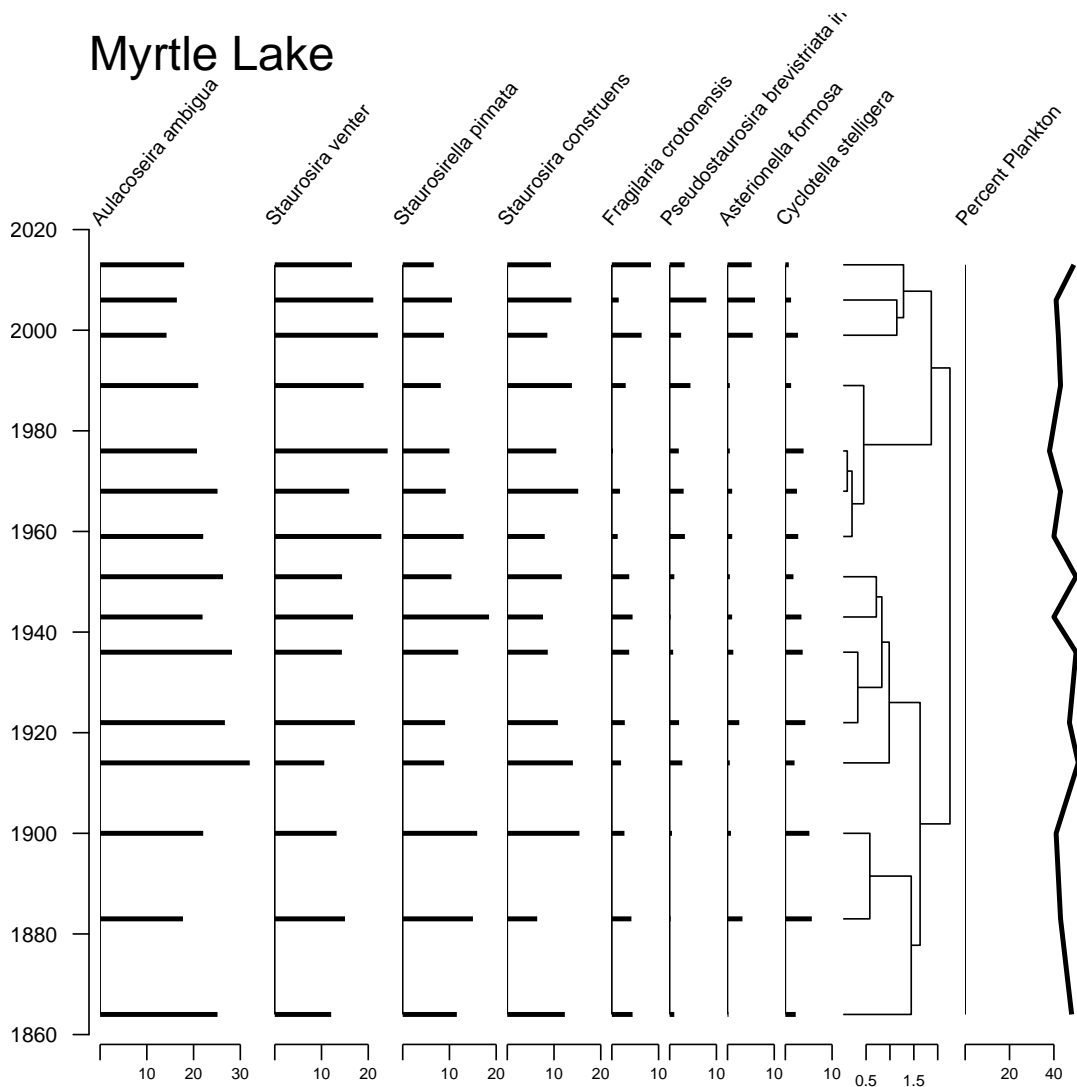 Myrtle Lake
Aulacoseira ambigua
Staurosira venter
Staurosirella pinnata
Staurosira construens
Fragilaria crotonensis
Pseudostaurosira brevistriata
Asterionella formosa
Cyclotella stelligera
Percent Plankton
2020
2000
1980
1960
1940
1920
1900
1880
1860
10 30
10 20
10 20
10 20
10
10
10
10
0.5 1.5
20 40